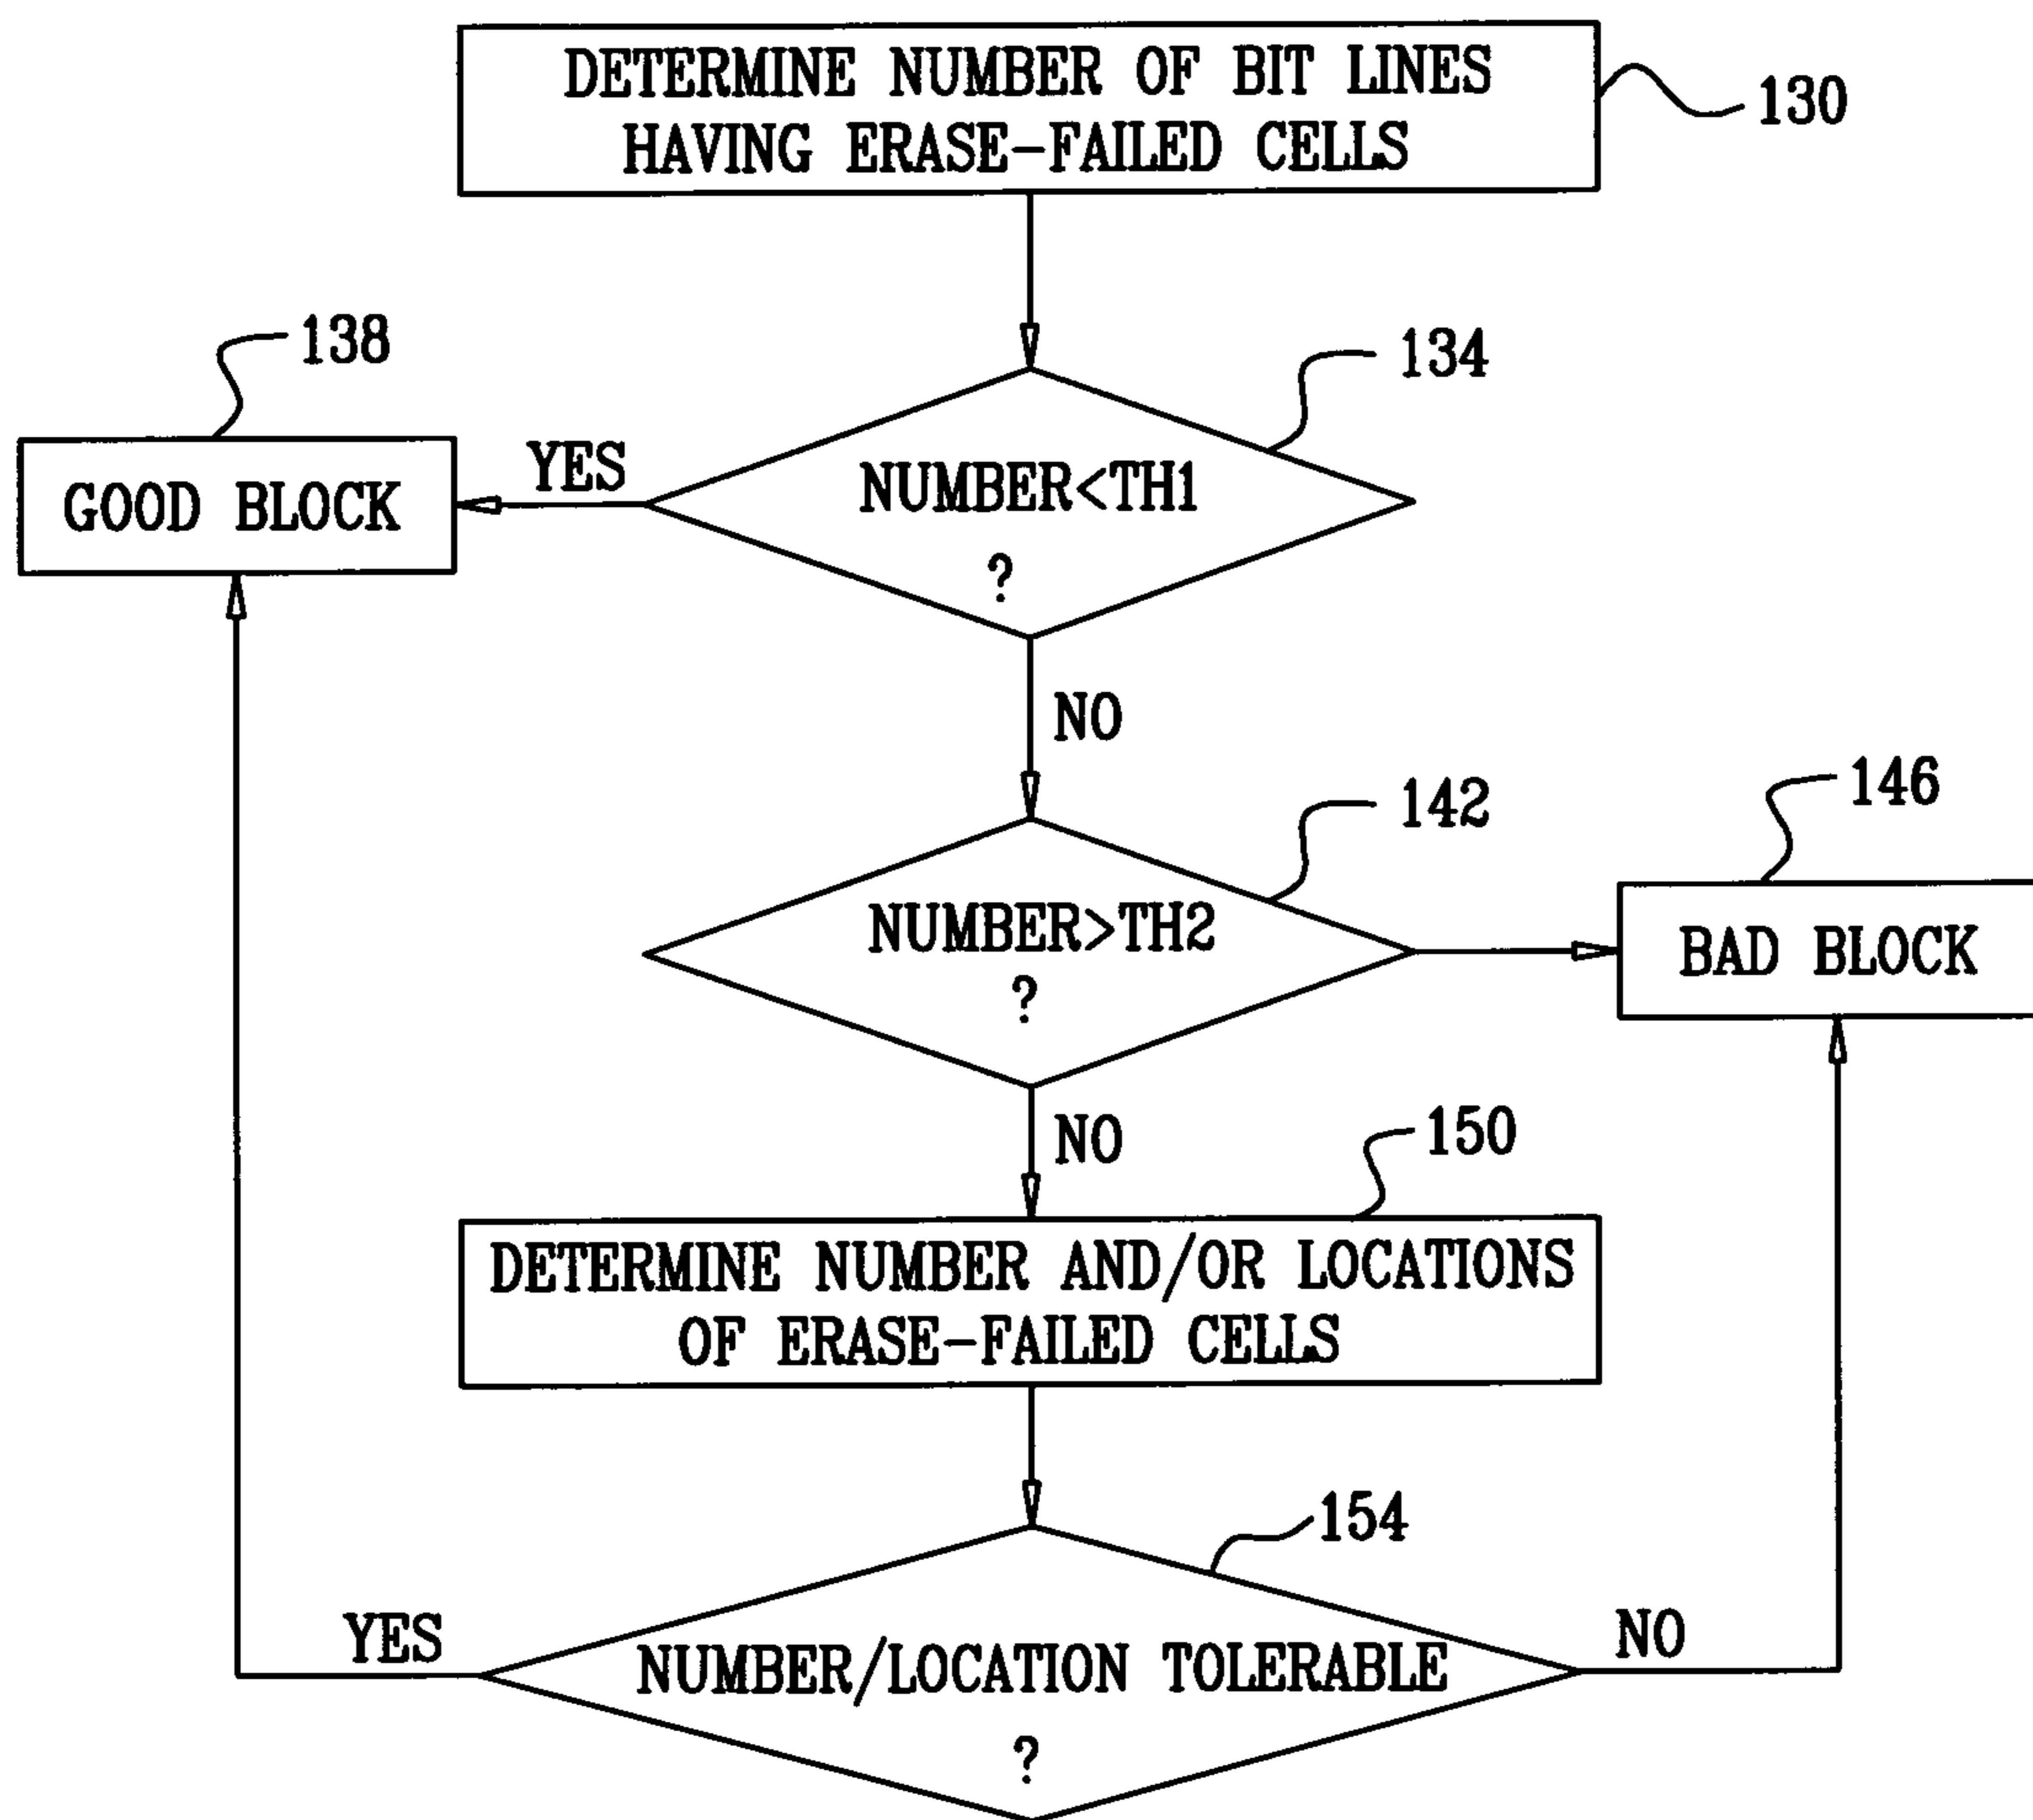 DETERMINE NUMBER OF BIT LINES
HAVING ERASE-FAILED CELLS
130
138
134
GOOD BLOCK
YES
NUMBER<TH1
?
NO
142
146
NUMBER>TH2
?
BAD BLOCK
NO
150
DETERMINE NUMBER AND/OR LOCATIONS
OF ERASE-FAILED CELLS
154
YES
NUMBER/LOCATION TOLERABLE
?
NO